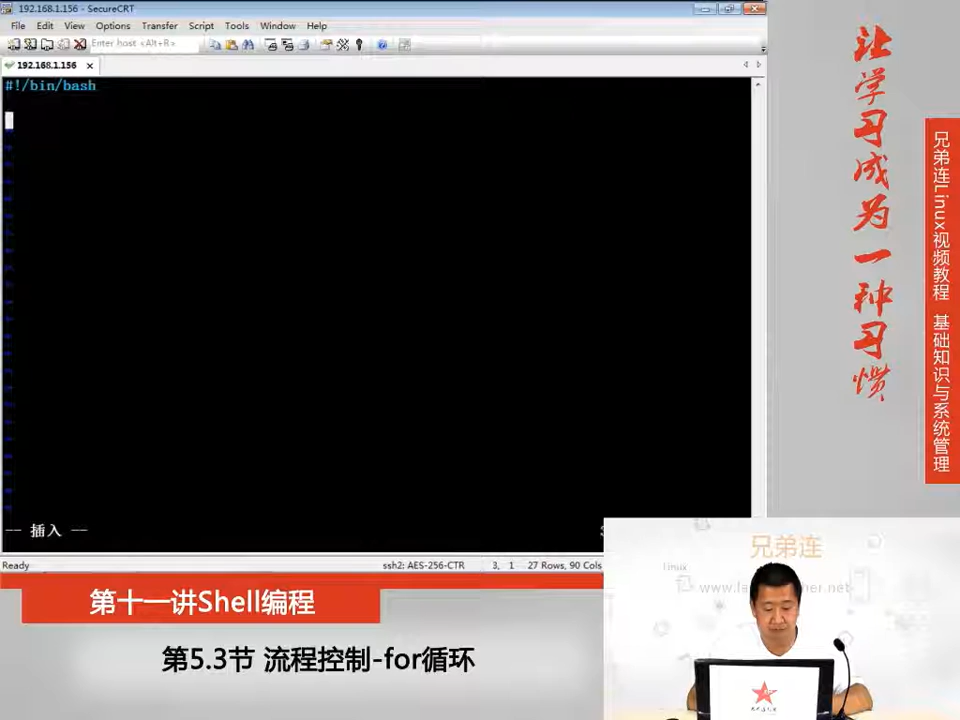 192.168.1.156 - SecureCRT
File Edit View Options Transfer Script Tools Window Help
Enter host <Alt+R>
192.168.1.156
#!/bin/bash
-- 插入 --
Ready ssh2: AES-256-CTR 3, 1 27 Rows, 90 Cols
让学习成为一种习惯
兄弟连Linux视频教程 基础知识与系统管理
兄弟连
Linux
第十一讲Shell编程
第5.3节 流程控制-for循环